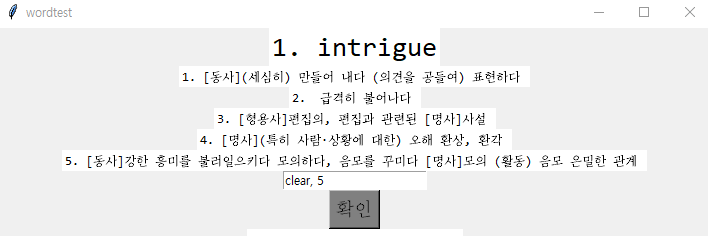 wordtest
1. intrigue
1. [동사](세심히) 만들어 내다 (의견을 공들여) 표현하다
2. 급격히 불어나다
3. [형용사]편집의, 편집과 관련된 [명사]사설
4. [명사](특히 사람·상황에 대한) 오해 환상, 환각
5. [동사]강한 흥미를 불러일으키다 모의하다, 음모를 꾸미다 [명사]모의 (활동) 음모 은밀한 관계
clear, 5
확인